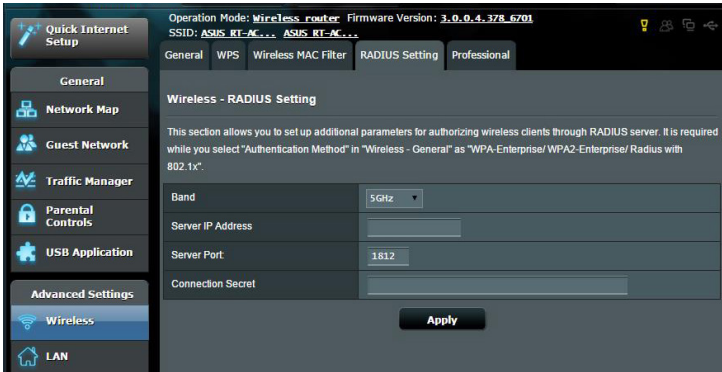 Quick Internet
Setup
Operation Mode: Wireless router Firmware Version: 3.0.0.4.378_6701
SSID: ASUS RT-AC... ASUS RT-AC...
General WPS Wireless MAC Filter RADIUS Setting Professional
General
Network Map
Guest Network
Traffic Manager
Parental
Controls
USB Application
Advanced Settings
Wireless
LAN
Wireless - RADIUS Setting
This section allows you to set up additional parameters for authorizing wireless clients through RADIUS server. It is required
while you select "Authentication Method" in "Wireless - General" as "WPA-Enterprise/ WPA2-Enterprise/ Radius with
802.1x".
Band 5GHz
Server IP Address
Server Port 1812
Connection Secret
Apply